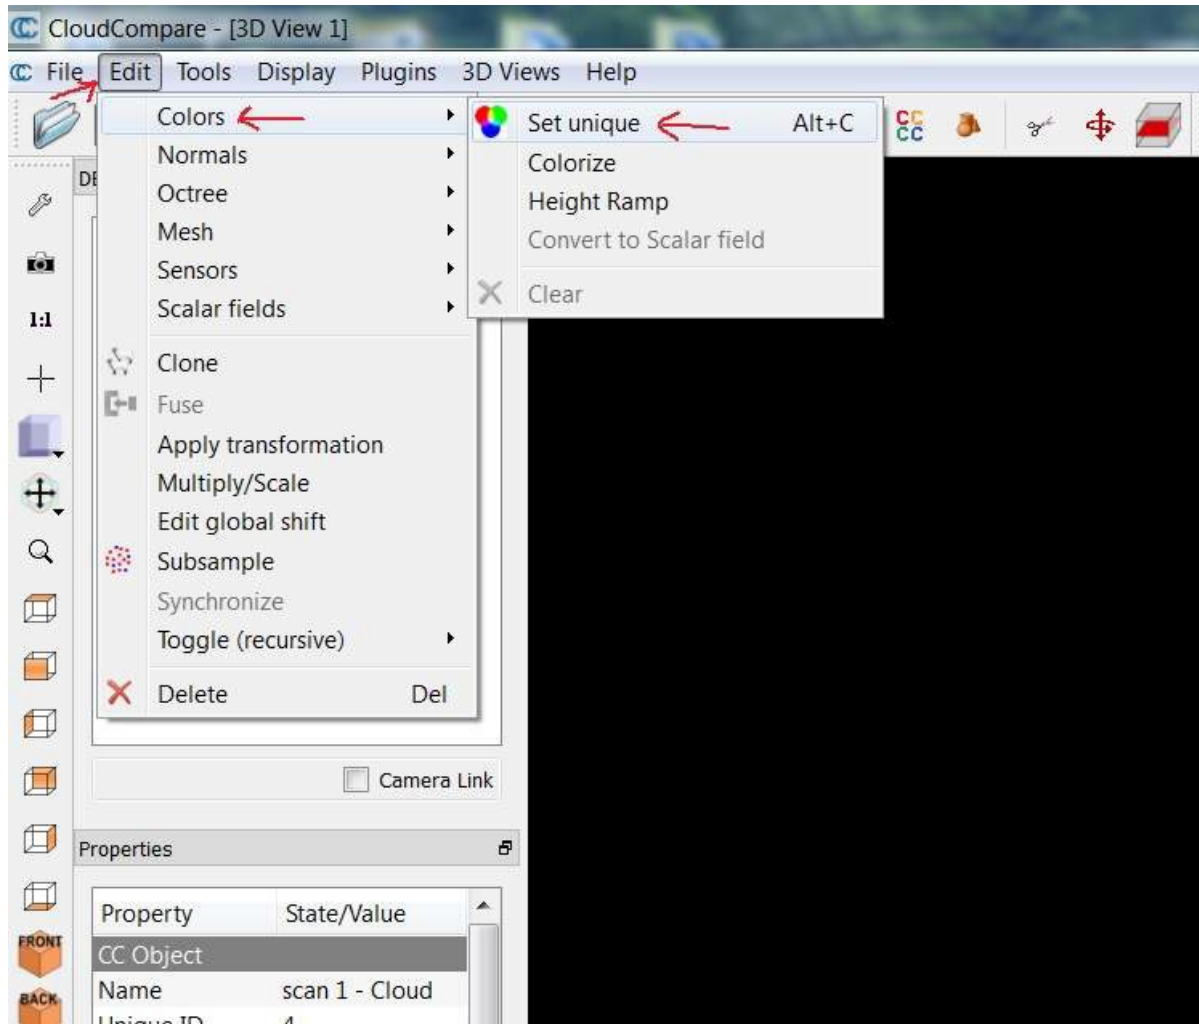 CloudCompare - [3D View 1]
File Edit Tools Display Plugins 3D Views Help
Colors
Set unique Alt+C
Normals
Colorize
Octree
Height Ramp
Mesh
Convert to Scalar field
Sensors
Clear
Scalar fields
Clone
Fuse
Apply transformation
Multiply/Scale
Edit global shift
Subsample
Synchronize
Toggle (recursive)
Delete Del
CC
CC
1:1
Camera Link
Properties
Property State/Value
CC Object
Name scan 1 - Cloud
Unique ID 4
FRONT
BACK